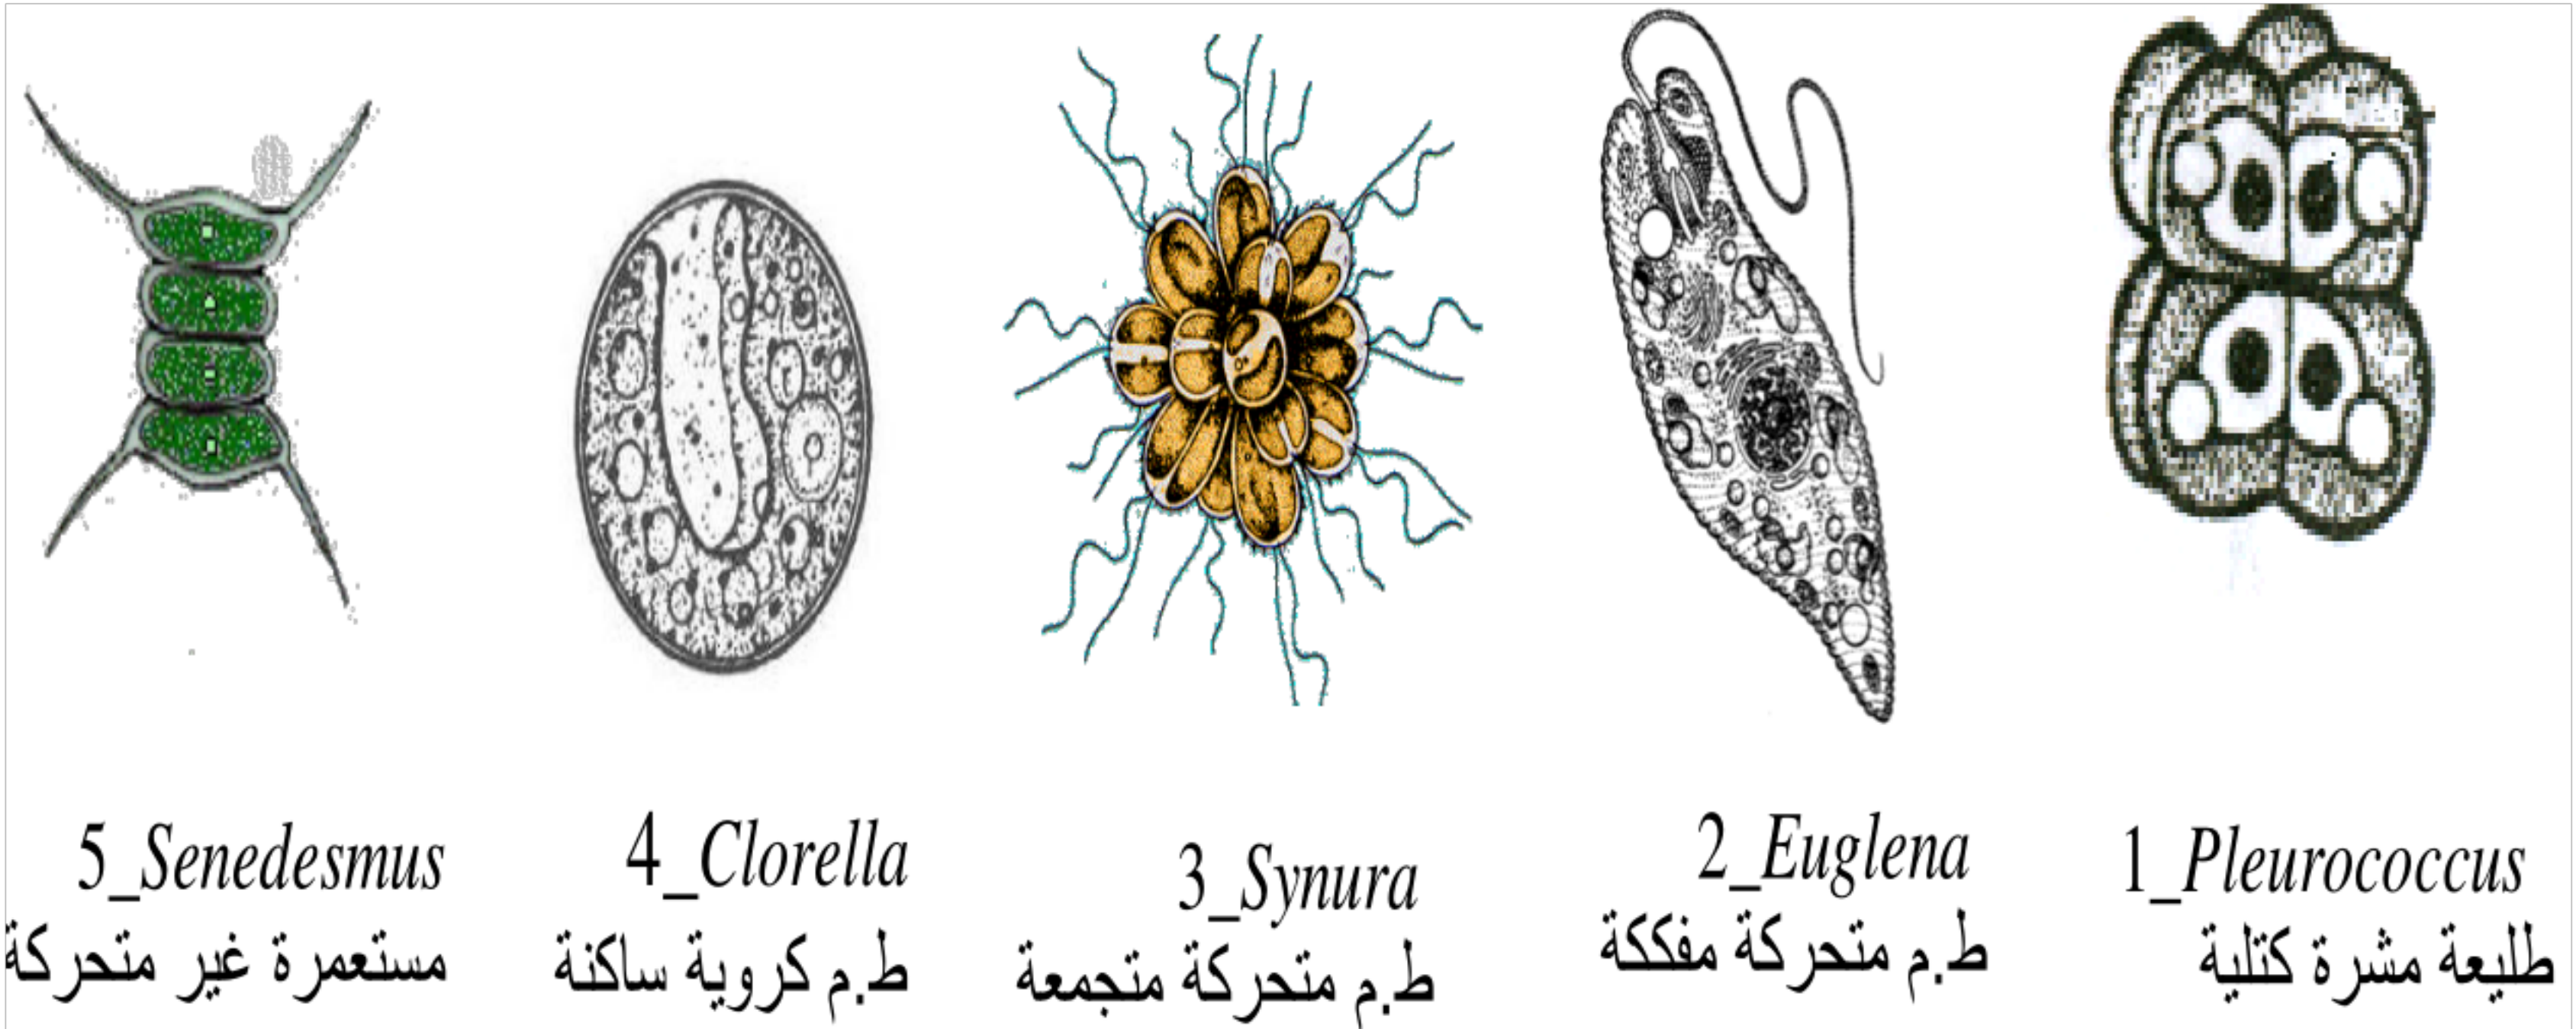 1_Pleurococcus
طليعة مشرة كتلية
2_Euglena
ط.م متحركة مفككة
3_Synura
ط.م متحركة متجمعة
4_Clorella
ط.م كروية ساكنة
5_Senedesmus
مستعمرة غير متحركة